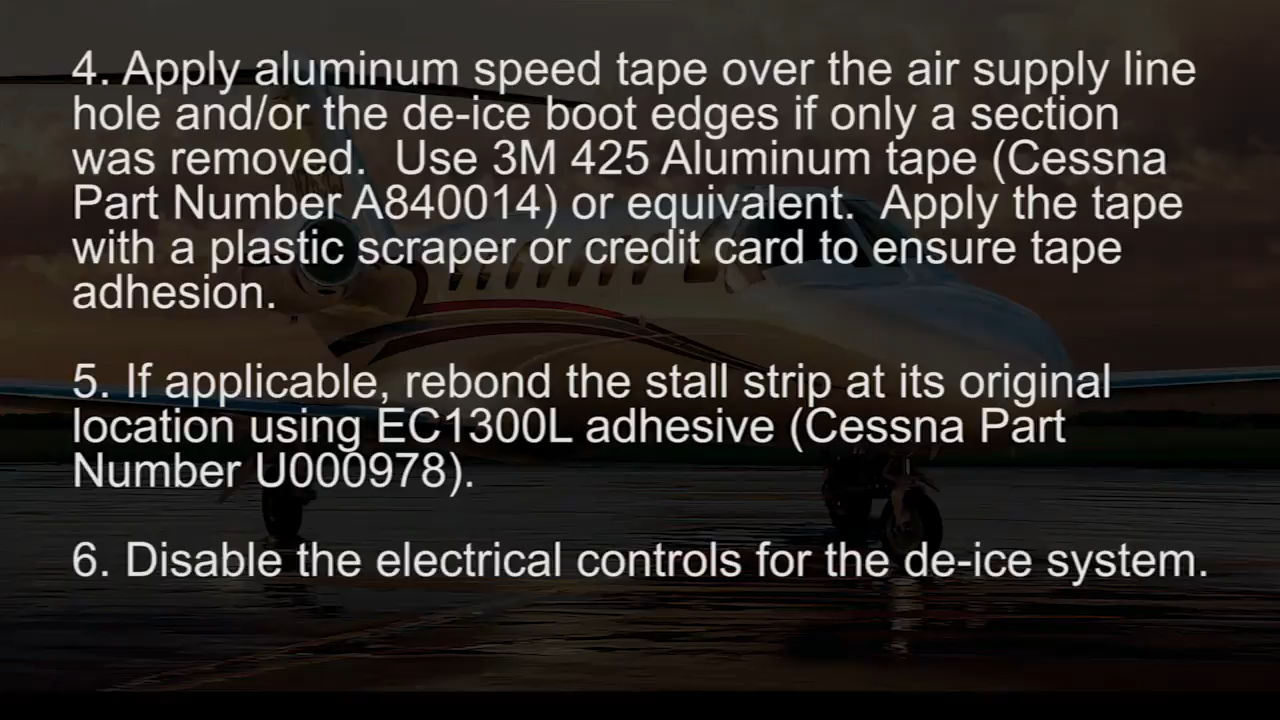 4. Apply aluminum speed tape over the air supply line
hole and/or the de-ice boot edges if only a section
was removed.  Use 3M 425 Aluminum tape (Cessna
Part Number A840014) or equivalent.  Apply the tape
with a plastic scraper or credit card to ensure tape
adhesion.
5. If applicable, rebond the stall strip at its original
location using EC1300L adhesive (Cessna Part
Number U000978).
6. Disable the electrical controls for the de-ice system.